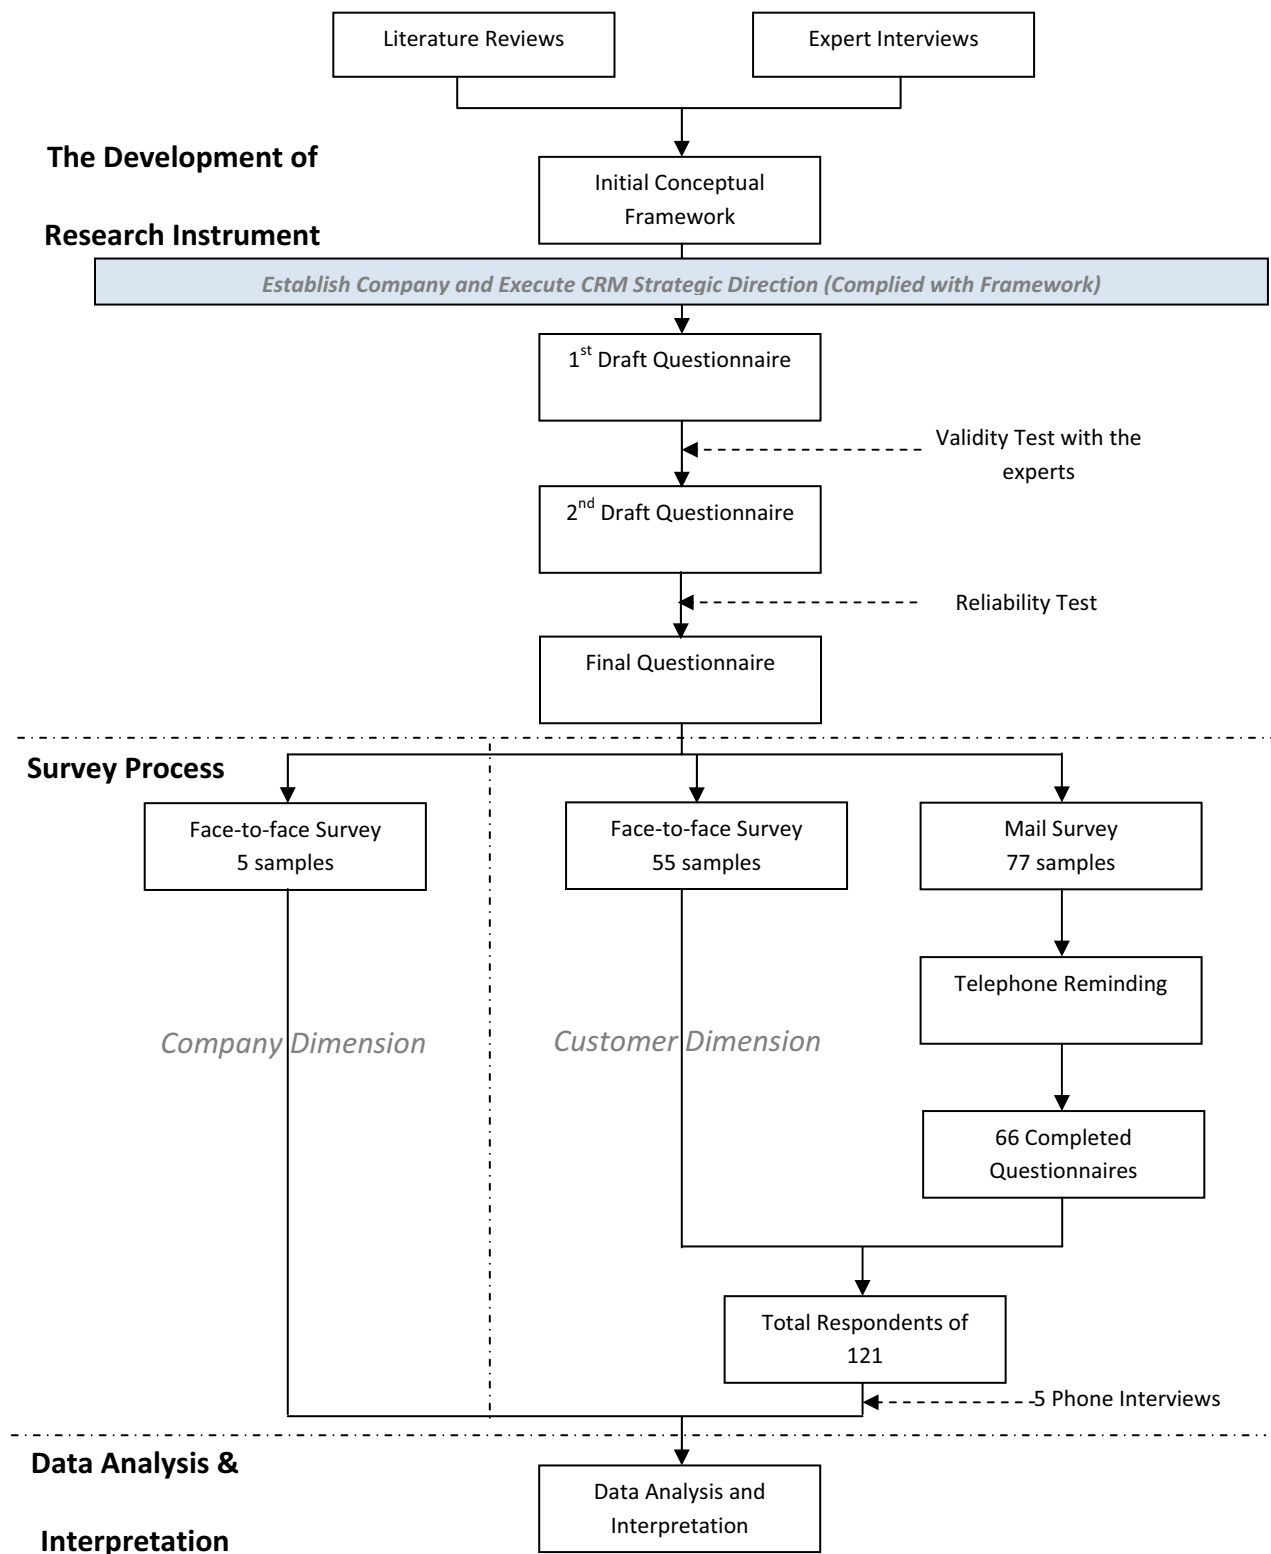 Literature Reviews
Expert Interviews
The Development of
Initial Conceptual
Framework
Research Instrument
Establish Company and Execute CRM Strategic Direction (Complied with Framework)
1st Draft Questionnaire
Validity Test with the
experts
2nd Draft Questionnaire
Reliability Test
Final Questionnaire
Survey Process
Face-to-face Survey
5 samples
Face-to-face Survey
55 samples
Mail Survey
77 samples
Telephone Reminding
Company Dimension
Customer Dimension
66 Completed
Questionnaires
Total Respondents of
121
5 Phone Interviews
Data Analysis &
Interpretation
Data Analysis and
Interpretation